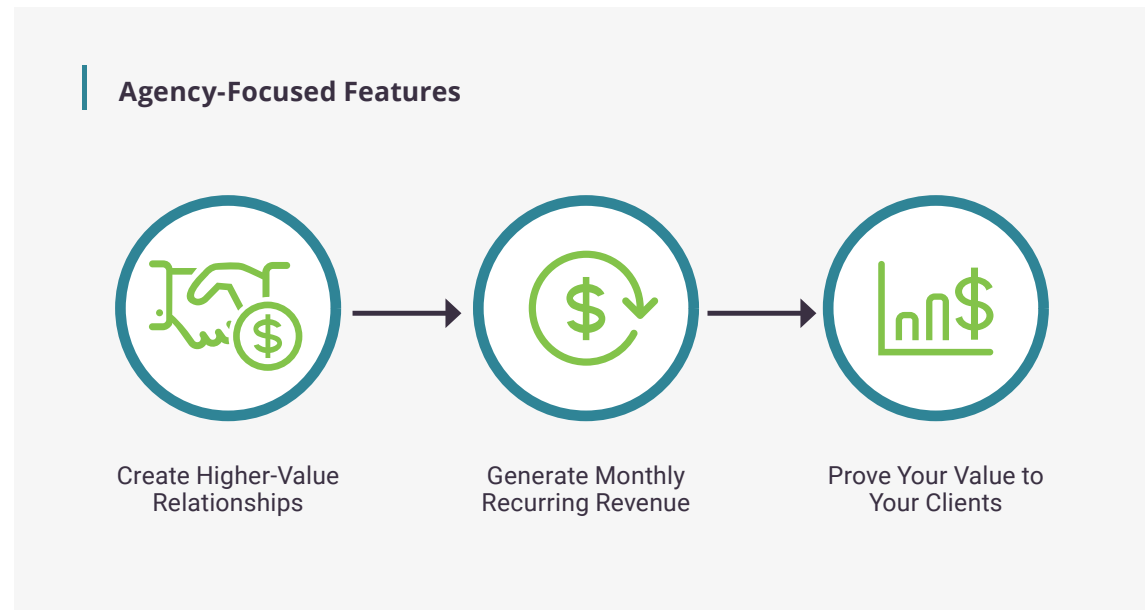 Agency-Focused Features
Create Higher-Value
Relationships
Generate Monthly
Recurring Revenue
Prove Your Value to
Your Clients